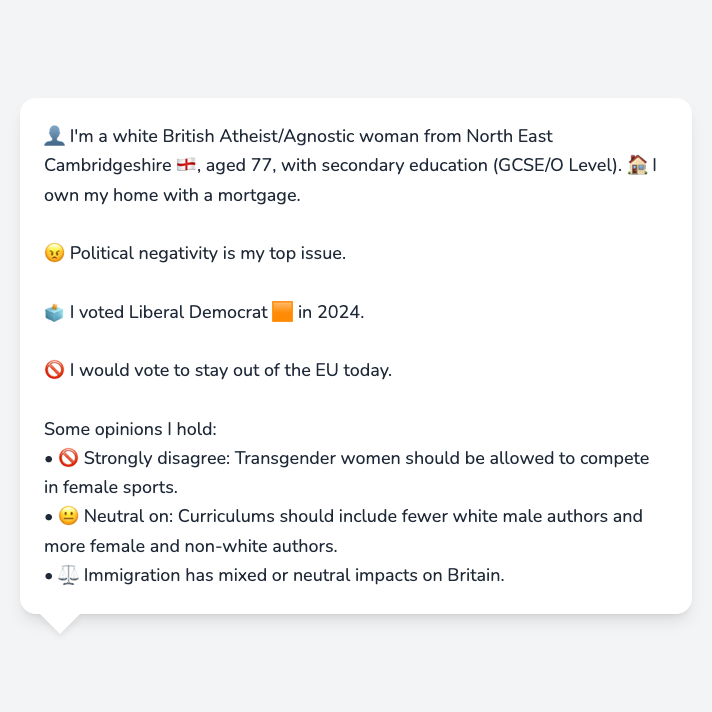 👤 I'm a white British Atheist/Agnostic woman from North East
Cambridgeshire 🏴󠁧󠁢󠁥󠁮󠁧󠁿, aged 77, with secondary education (GCSE/O Level). 🏠 I
own my home with a mortgage.
😠 Political negativity is my top issue.
🗳️ I voted Liberal Democrat 🟧 in 2024.
🚫 I would vote to stay out of the EU today.
Some opinions I hold:
• 🚫 Strongly disagree: Transgender women should be allowed to compete
in female sports.
• 😐 Neutral on: Curriculums should include fewer white male authors and
more female and non-white authors.
• ⚖️ Immigration has mixed or neutral impacts on Britain.